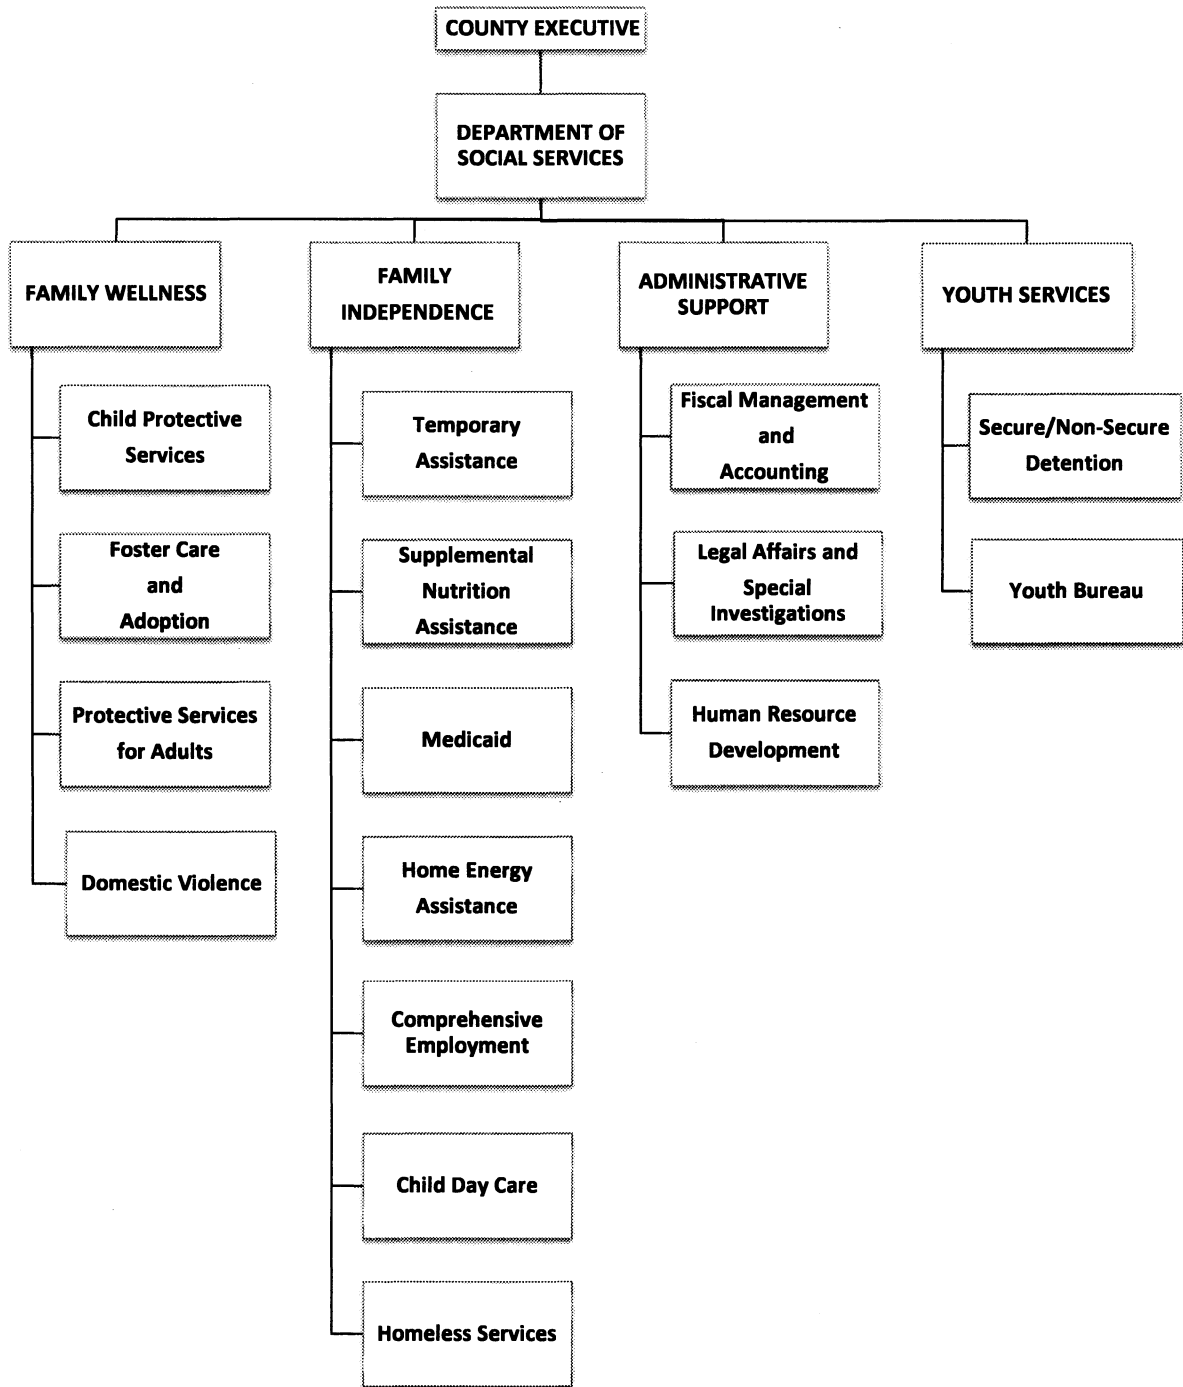 COUNTY EXECUTIVE
DEPARTMENT OF
SOCIAL SERVICES
FAMILY WELLNESS
Child Protective
Services
Foster Care
and
Adoption
Protective Services
for Adults
Domestic Violence
FAMILY
INDEPENDENCE
Temporary
Assistance
Supplemental
Nutrition
Assistance
Medicaid
Home Energy
Assistance
Comprehensive
Employment
Child Day Care
Homeless Services
ADMINISTRATIVE
SUPPORT
Fiscal Management
and
Accounting
Legal Affairs and
Special
Investigations
Human Resource
Development
YOUTH SERVICES
Secure/Non-Secure
Detention
Youth Bureau